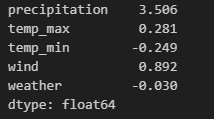 precipitation    3.506
temp_max         0.281
temp_min        -0.249
wind             0.892
weather         -0.030
dtype: float64